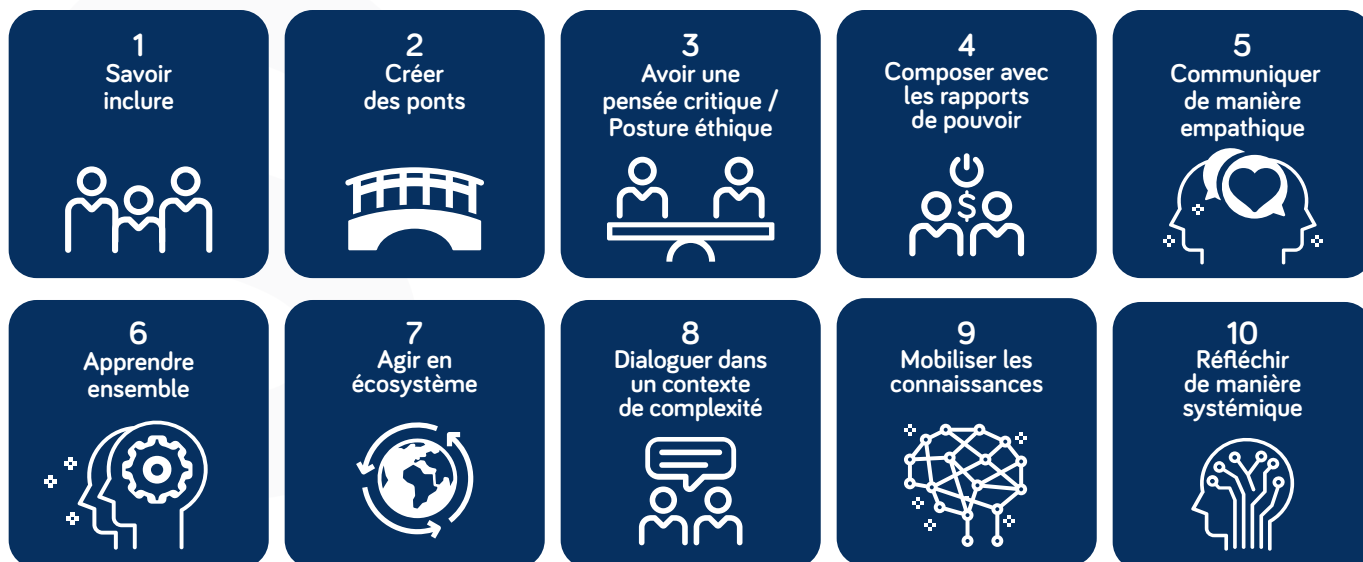 1
Savoir
inclure
2
Créer
des ponts
3
Avoir une
pensée critique /
Posture éthique
4
Composer avec
les rapports
de pouvoir
$
5
Communiquer
de manière
empathique
6
Apprendre
ensemble
7
Agir en
écosystème
8
Dialoguer dans
un contexte
de complexité
9
Mobiliser les
connaissances
10
Réfléchir
de manière
systémique